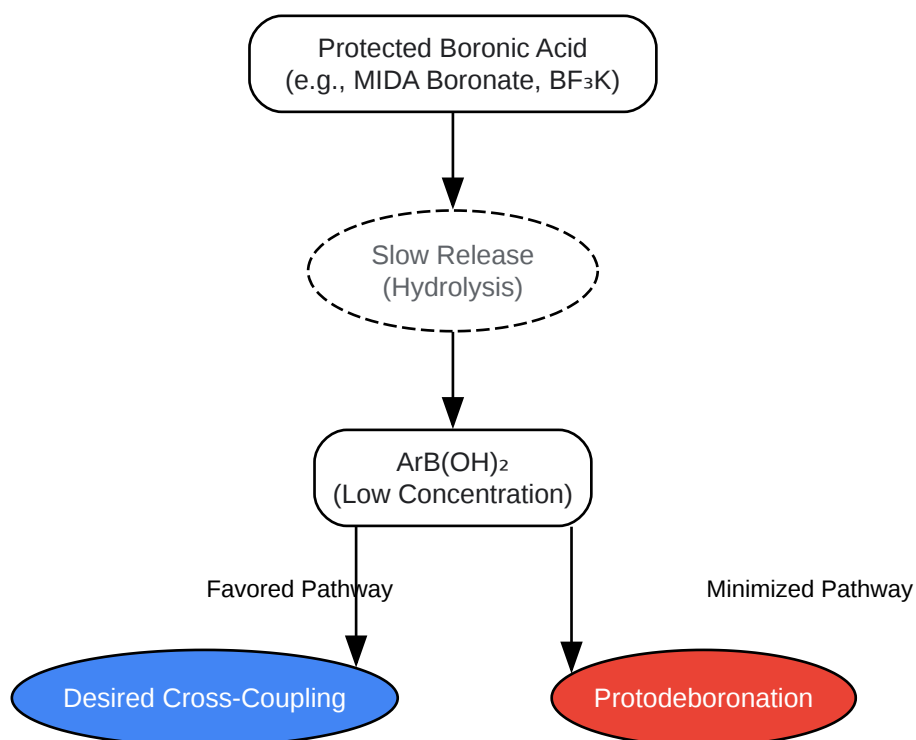 Protected Boronic Acid
(e.g., MIDA Boronate, BF₃K)
Slow Release
(Hydrolysis)
ArB(OH)₂
(Low Concentration)
Favored Pathway
Minimized Pathway
Desired Cross-Coupling
Protodeboronation